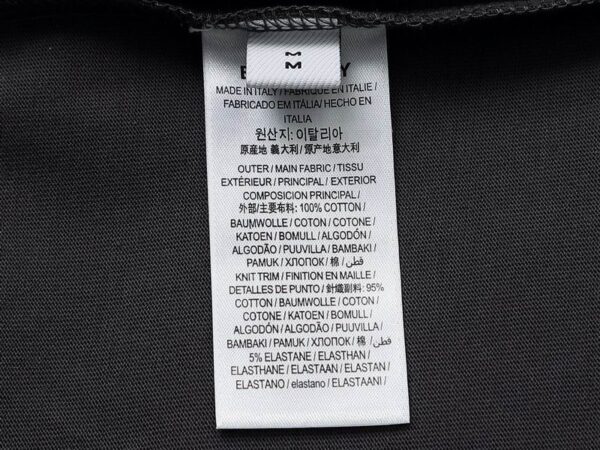 M
MADE IN ITALY / FABRIQUÉ EN ITALIE /
FABRICADO EM ITÁLIA/ HECHO EN
ITALIA
원산지: 이탈리아
原産地 義大利 / 原产地意大利
OUTER / MAIN FABRIC / TISSU
EXTÉRIEUR / PRINCIPAL / EXTERIOR
COMPOSICION PRINCIPAL /
外部/主要布料: 100% COTTON /
BAUMWOLLE / COTON / COTONE /
KATOEN / BOMULL / ALGODÓN /
ALGODÃO / PUUVILLA / BAMBAKI /
PAMUK / ХЛОПОК / 棉 / قطن /
KNIT TRIM / FINITION EN MAILLE /
DETALLES DE PUNTO / 針織副料: 95%
COTTON / BAUMWOLLE / COTON /
COTONE / KATOEN / BOMULL /
ALGODÓN / ALGODÃO / PUUVILLA /
BAMBAKI / PAMUK / ХЛОПОК / 棉 / قطن /
5% ELASTANE / ELASTHAN /
ELASTHANE / ELASTAAN / ELASTAN /
ELASTANO / elastano / ELASTAANI /